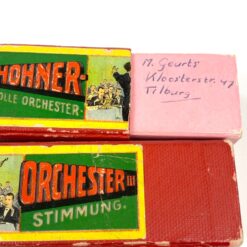 HOHNER-
OLLE ORCHESTER-
M. Geurts
Kloosterstr. 47
Tilburg
ORCHESTER III
STIMMUNG.